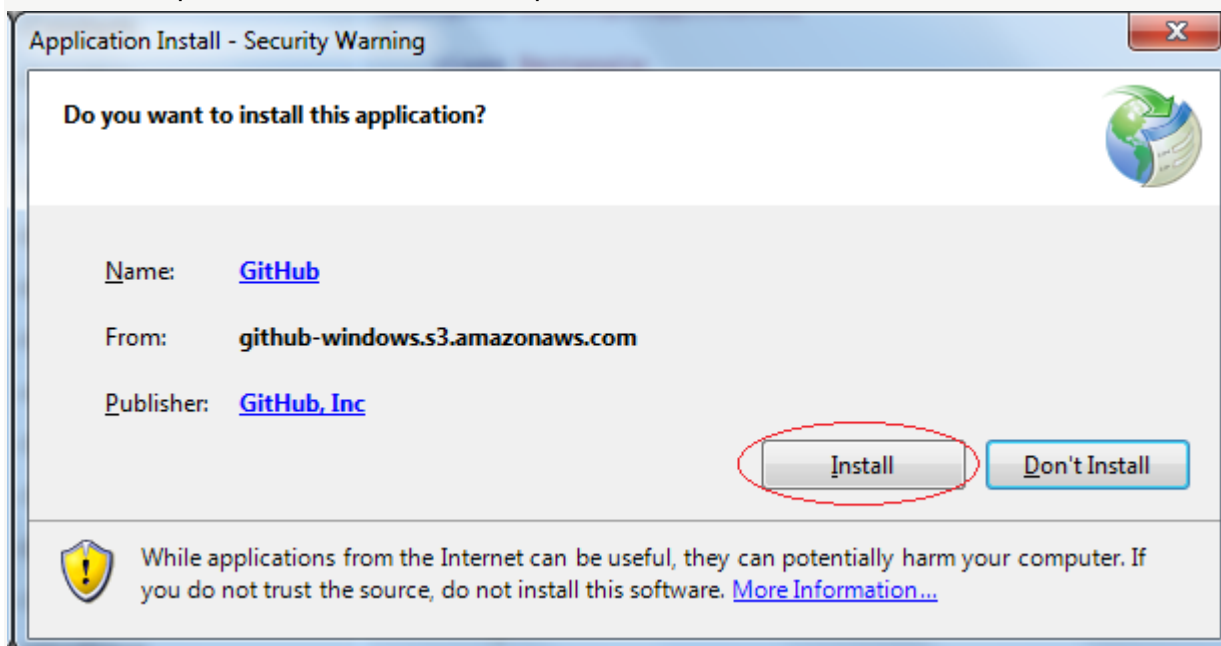 Application Install - Security Warning
x
Do you want to install this application?
Name: GitHub
From: github-windows.s3.amazonaws.com
Publisher: GitHub, Inc
Install Don't Install
While applications from the Internet can be useful, they can potentially harm your computer. If
you do not trust the source, do not install this software. More Information...